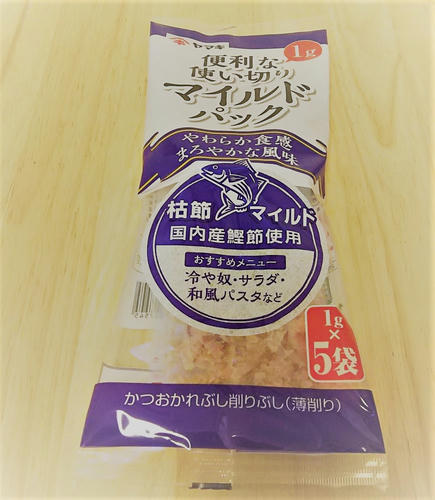 ヤマキ
1g
便利な
使い切り
マイルド
パック
やわらか食感
まろやかな風味
枯節 マイルド
国内産鰹節使用
おすすめメニュー
冷や奴・サラダ・
和風パスタなど
1g
×
5袋
かつおかれぶし削りぶし(薄削り)